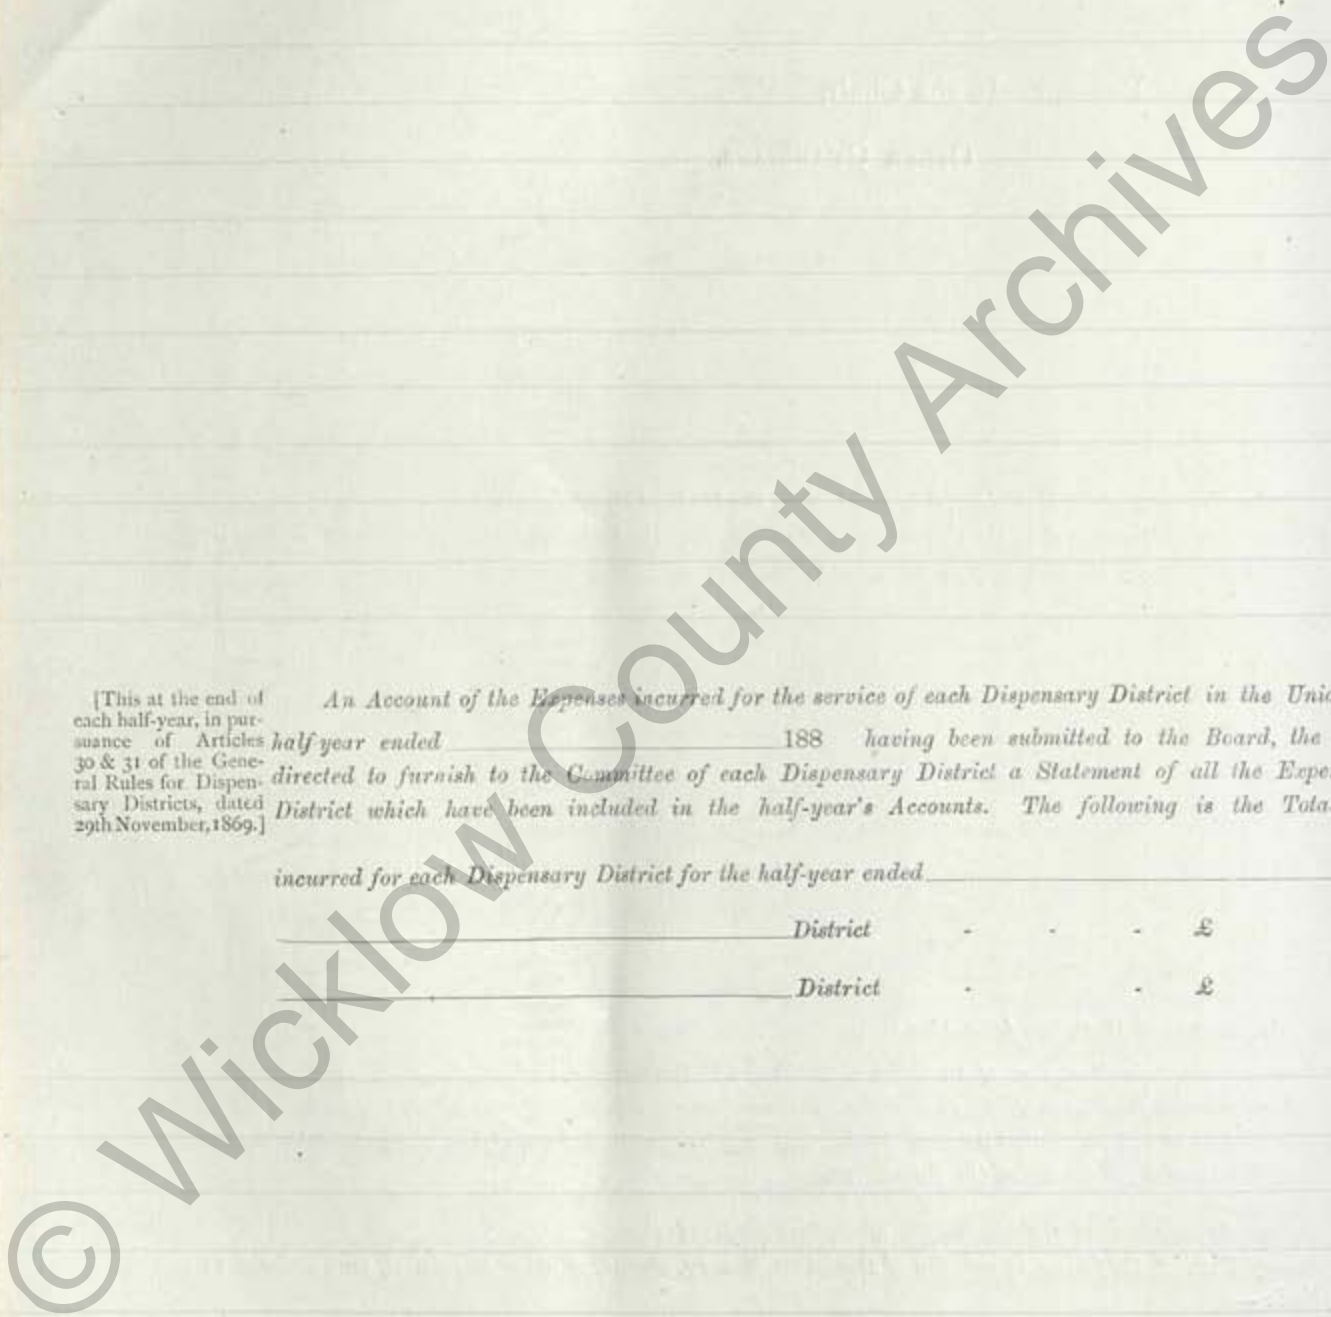 [This at the end of
each half-year, in pur-
suance of Articles
30 & 31 of the Gene-
ral Rules for Dispen-
sary Districts, dated
29th November, 1869.]
An Account of the Expenses incurred for the service of each Dispensary District in the
half-year ended 188 having been submitted to the Board, the
directed to furnish to the Committee of each Dispensary District a Statement of all the
District which have been included in the half-year's Accounts. The following is the
incurred for each Dispensary District for the half-year ended
District - - - £
District - - £
© Wicklow County Archives